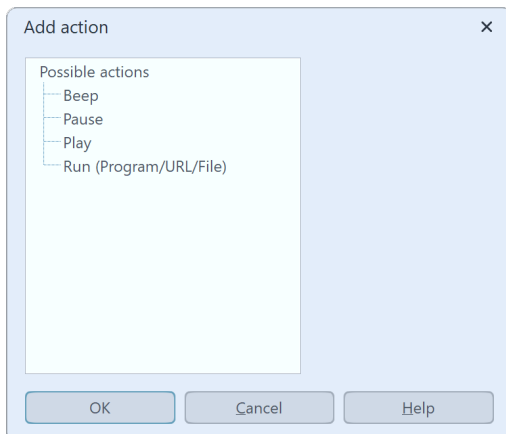 Add action
Possible actions
Beep
Pause
Play
Run (Program/URL/File)
OK
Cancel
Help